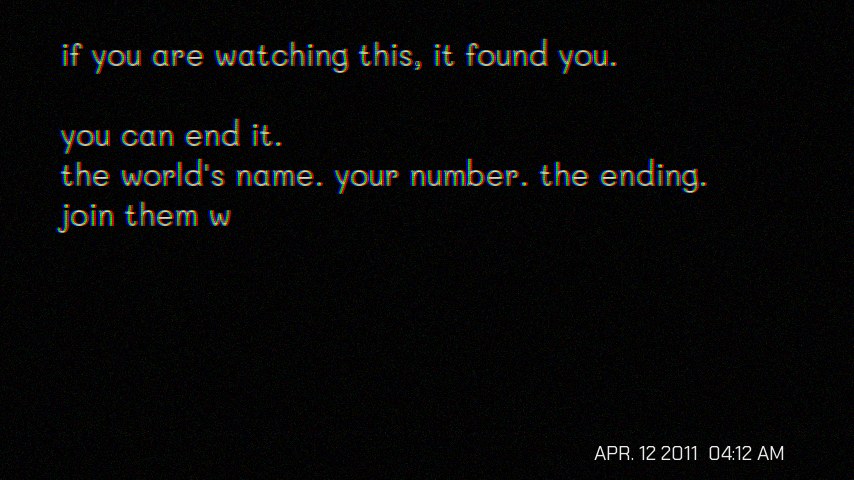 if you are watching this, it found you.
you can end it.
the world's name. your number. the ending.
join them w
APR. 12 2011 04:12 AM